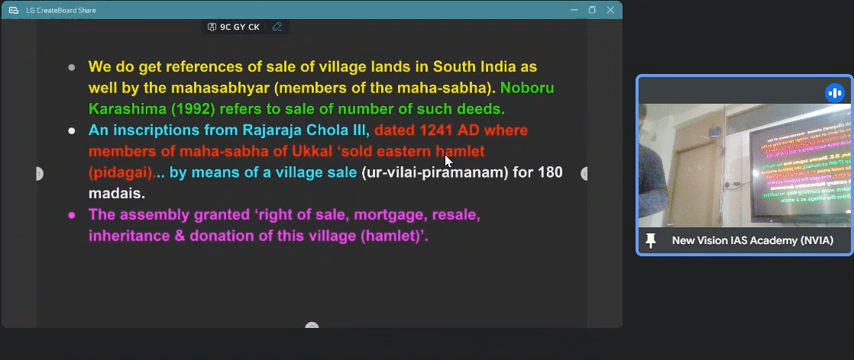 LG CreateBoard Share
9C GY CK
We do get references of sale of village lands in South India as
well by the mahasabhyar (members of the maha-sabha). Noboru
Karashima (1992) refers to sale of number of such deeds.
An inscriptions from Rajaraja Chola III, dated 1241 AD where
members of maha-sabha of Ukkal ‘sold eastern hamlet
(pidagai)... by means of a village sale (ur-vilai-piramanam) for 180
madais.
The assembly granted ‘right of sale, mortgage, resale,
inheritance & donation of this village (hamlet)’.
New Vision IAS Academy (NVIA)